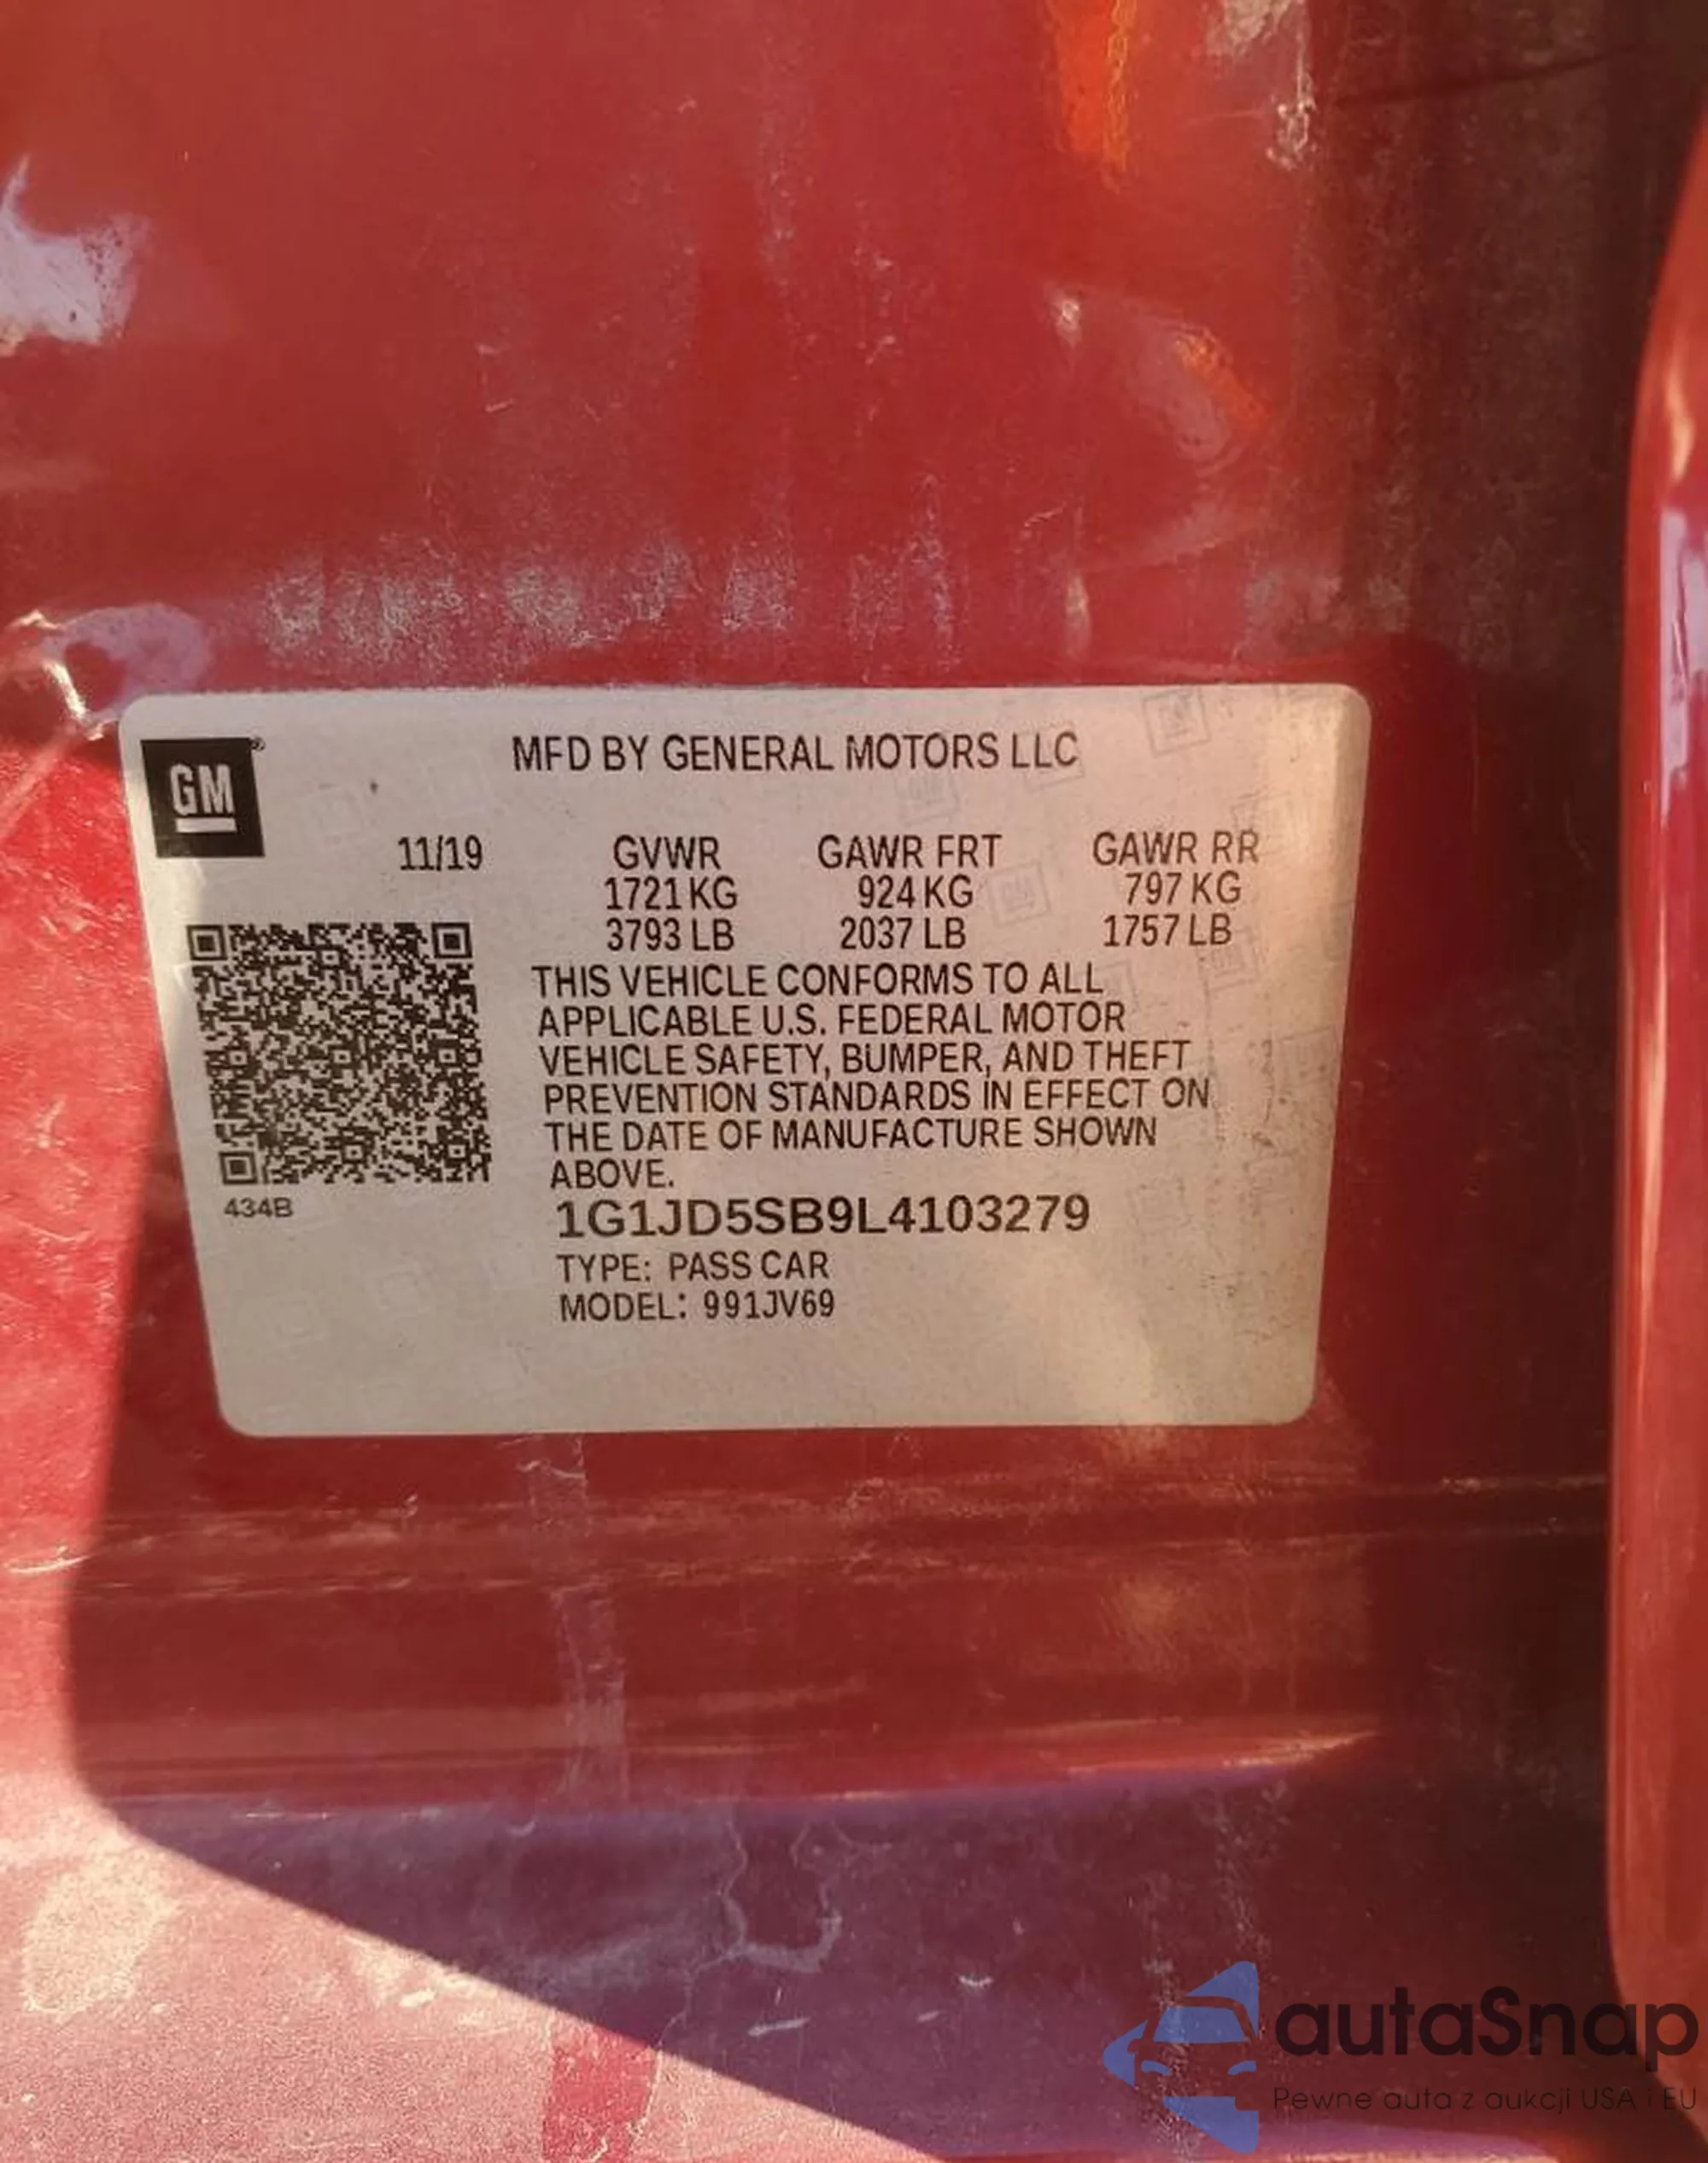 GM®
MFD BY GENERAL MOTORS LLC
11/19 GVWR GAWR FRT GAWR RR
1721 KG 924 KG 797 KG
3793 LB 2037 LB 1757 LB
THIS VEHICLE CONFORMS TO ALL
APPLICABLE U.S. FEDERAL MOTOR
VEHICLE SAFETY, BUMPER, AND THEFT
PREVENTION STANDARDS IN EFFECT ON
THE DATE OF MANUFACTURE SHOWN
ABOVE.
434B
1G1JD5SB9L4103279
TYPE: PASS CAR
MODEL: 991JV69
autaSnap
Pewne auta z aukcji USA i EU